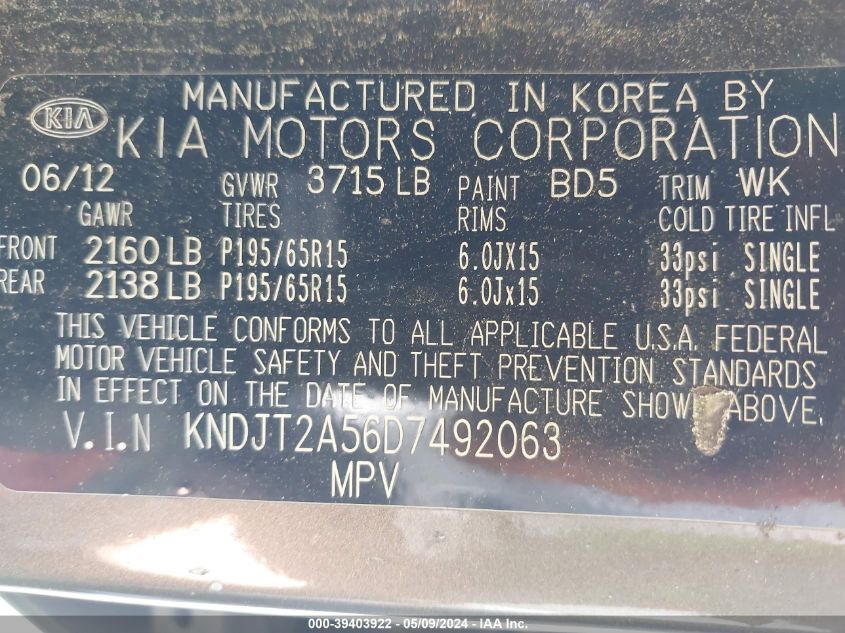 MANUFACTURED IN KOREA BY
KIA KIA MOTORS CORPORATION
06/12 GVWR 3715 LB PAINT BD5 TRIM WK
GAWR TIRES RIMS COLD TIRE INFL
FRONT 2160 LB P195/65R15 6.0JX15 33psi SINGLE
REAR 2138 LB P195/65R15 6.0Jx15 33psi SINGLE
THIS VEHICLE CONFORMS TO ALL APPLICABLE U.S.A. FEDERAL
MOTOR VEHICLE SAFETY AND THEFT PREVENTION STANDARDS
IN EFFECT ON THE DATE OF MANUFACTURE SHOWN ABOVE.
V.I.N KNDJT2A56D7492063
MPV
000-39403922 - 05/09/2024 - IAA Inc.